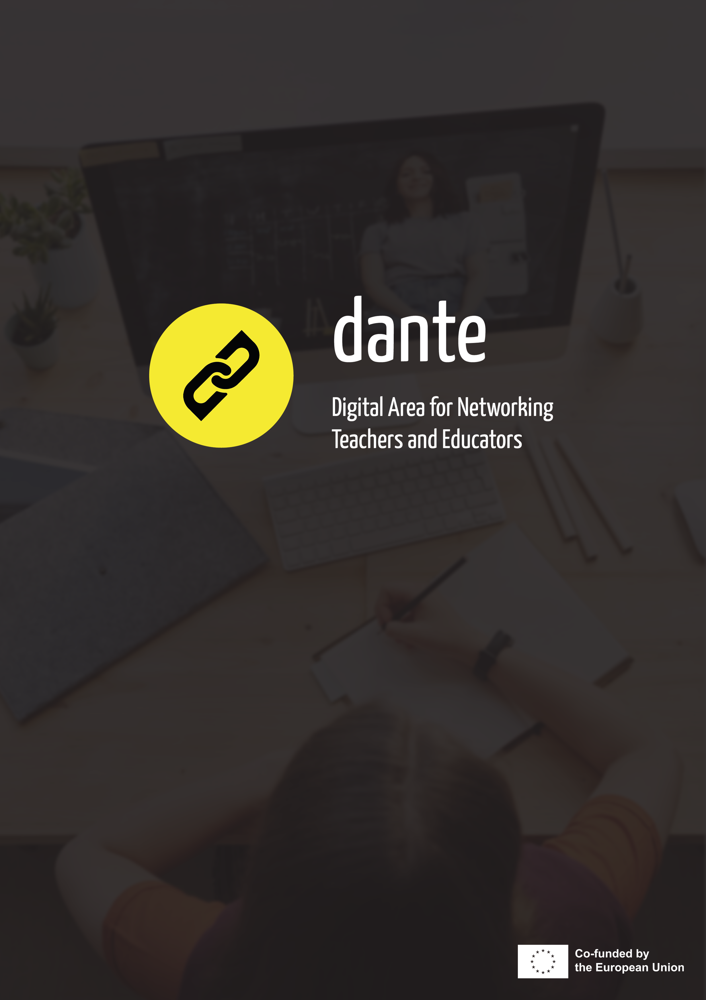 dante
Digital Area for Networking
Teachers and Educators
Co-funded by
the European Union